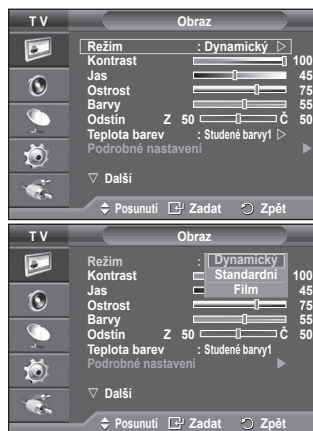 T V Obraz
Režim : Dynamický ▷
Kontrast 100
Jas 45
Ostrost 75
Barvy 55
Odstín Z 50 Č 50
Teplota barev : Studené barvy1 ▷
Podrobné nastavení ▶
▽ Další
Posunutí Zadat Zpět
T V Obraz
Režim : Dynamický
Kontrast Standardní 100
Jas Film 45
Ostrost 75
Barvy 55
Odstín Z 50 Č 50
Teplota barev : Studené barvy1
Podrobné nastavení ▶
▽ Další
Posunutí Zadat Zpět